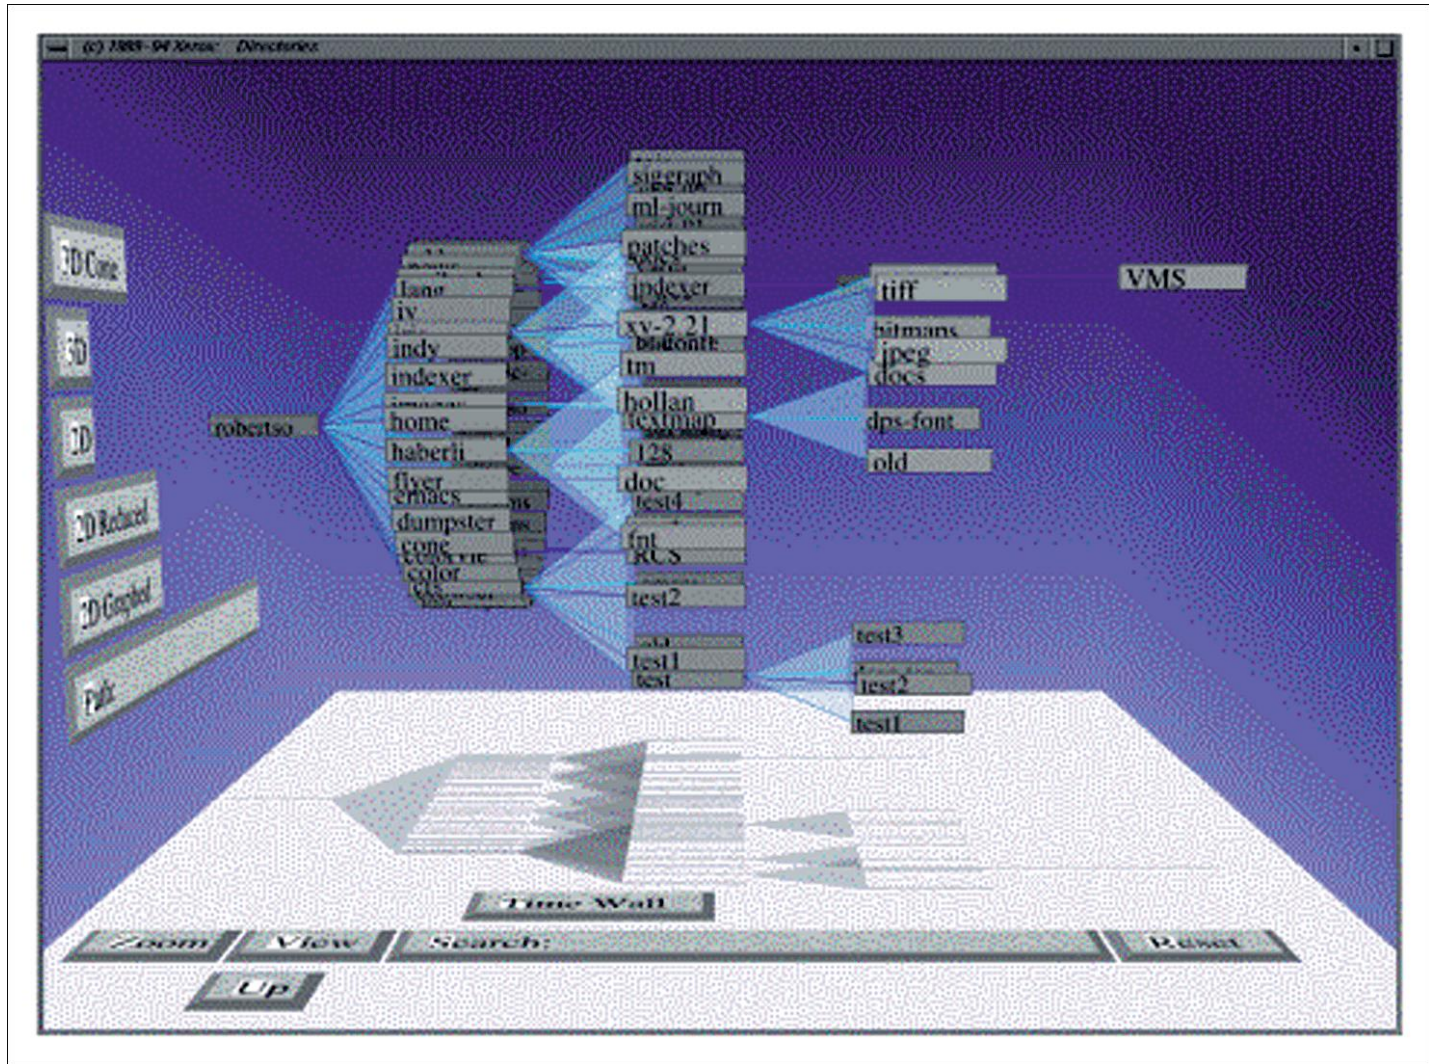 (c) 1989-94 Xerox: Directories
3D Cone
3D
2D
2D Reduced
2D Graphed
robertso
lang
iv
indy
indexer
home
haberli
flyer
emacs
dumpster
cone
color
siggraph
ml-journ
patches
indexer
xv-2.21
tm
hollan
textmap
128
doc
test4
fnt
RCS
test2
test1
test
tiff
bitmaps
jpeg
docs
dps-font
old
VMS
test3
test2
test1
Time Wall
Zoom View Search: Reset
Up